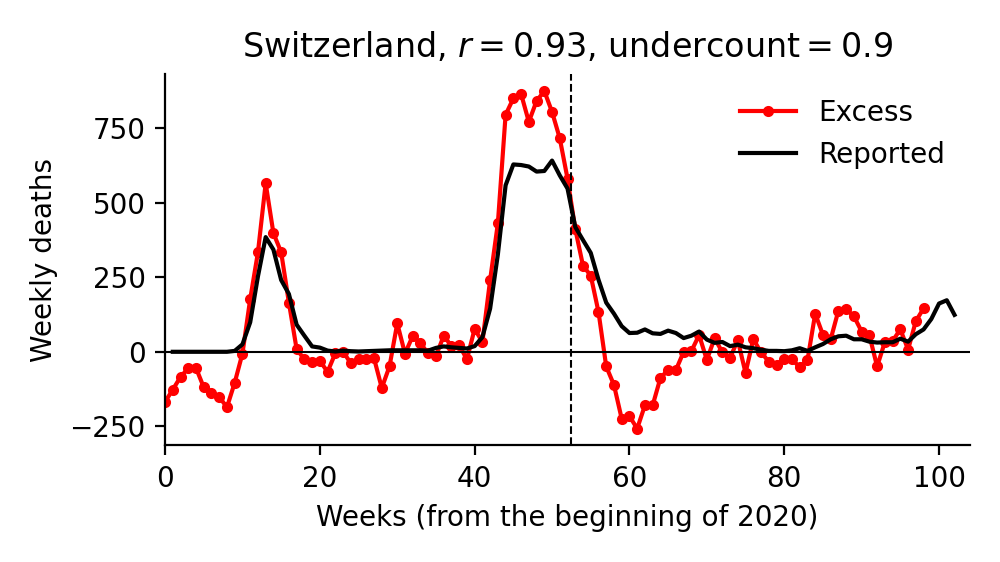 Switzerland, r = 0.93, undercount = 0.9
Excess
Reported
Weekly deaths
750
500
250
0
−250
0 20 40 60 80 100
Weeks (from the beginning of 2020)